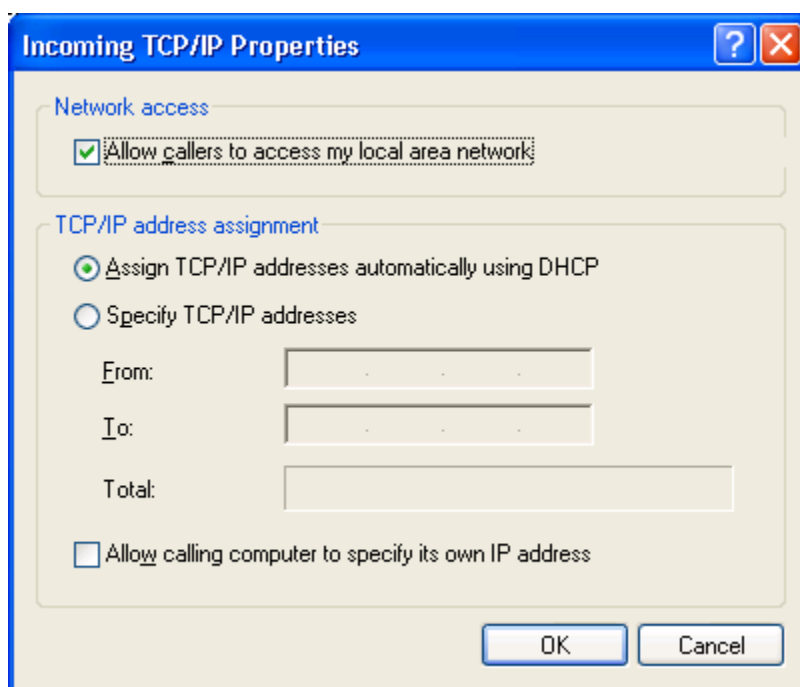 Incoming TCP/IP Properties
Network access
Allow callers to access my local area network
TCP/IP address assignment
Assign TCP/IP addresses automatically using DHCP
Specify TCP/IP addresses
From:
To:
Total:
Allow calling computer to specify its own IP address
OK Cancel